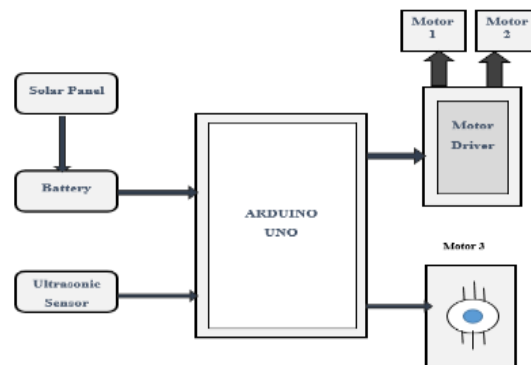 Motor
1
Motor
2
Solar Panel
Motor
Driver
Battery
ARDUINO
UNO
Motor 3
Ultrasonic
Sensor